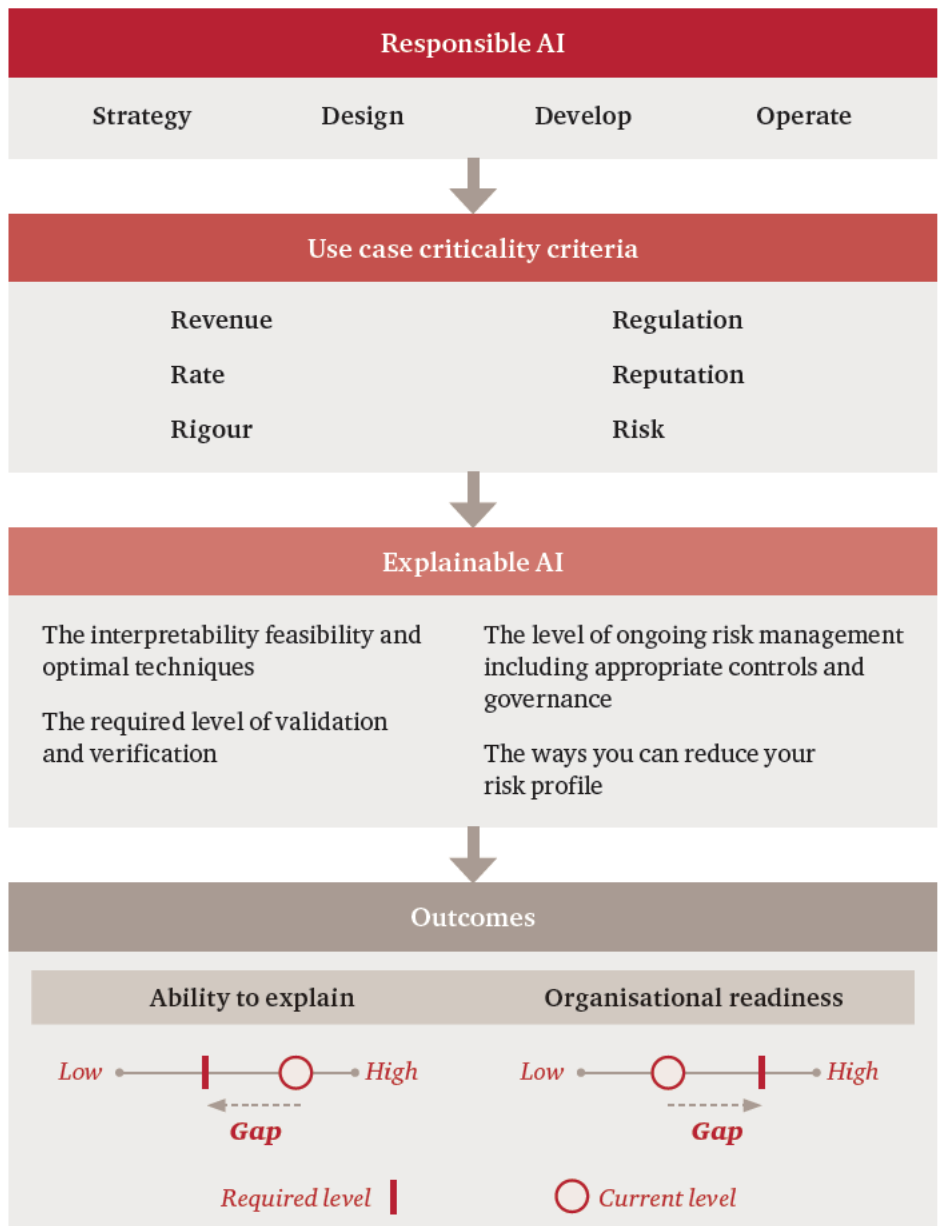 Responsible AI
Strategy Design Develop Operate
Use case criticality criteria
Revenue
Rate
Rigour
Regulation
Reputation
Risk
Explainable AI
The interpretability feasibility and
optimal techniques
The required level of validation
and verification
The level of ongoing risk management
including appropriate controls and
governance
The ways you can reduce your
risk profile
Outcomes
Ability to explain
Low High
Gap
Organisational readiness
Low High
Gap
Required level
Current level